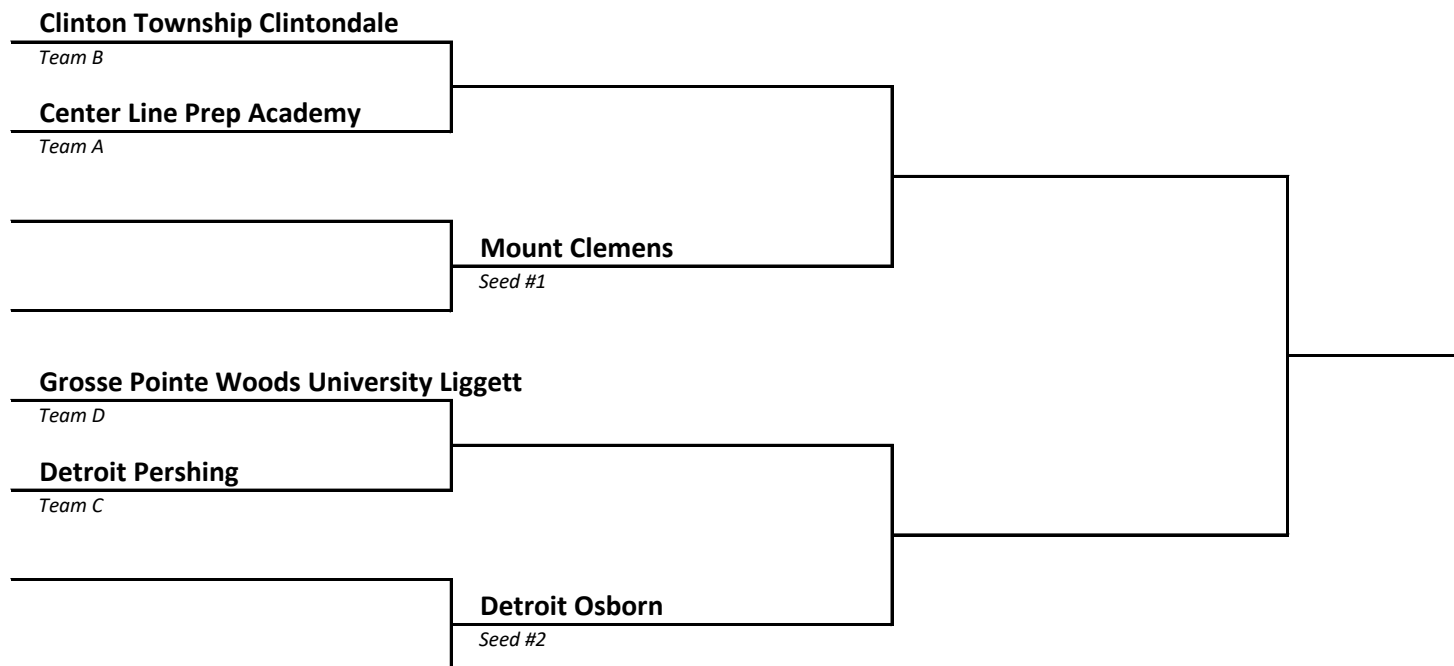 Clinton Township Clintondale
Team B
Center Line Prep Academy
Team A
Mount Clemens
Seed #1
Grosse Pointe Woods University Liggett
Team D
Detroit Pershing
Team C
Detroit Osborn
Seed #2